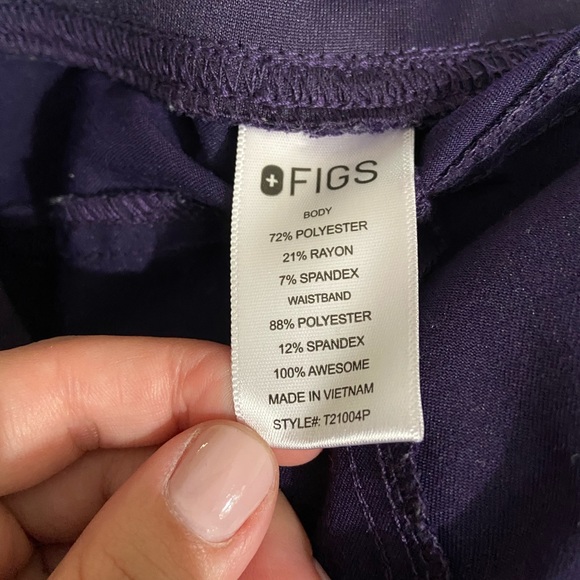 FIGS
BODY
72% POLYESTER
21% RAYON
7% SPANDEX
WAISTBAND
88% POLYESTER
12% SPANDEX
100% AWESOME
MADE IN VIETNAM
STYLE#: T21004P